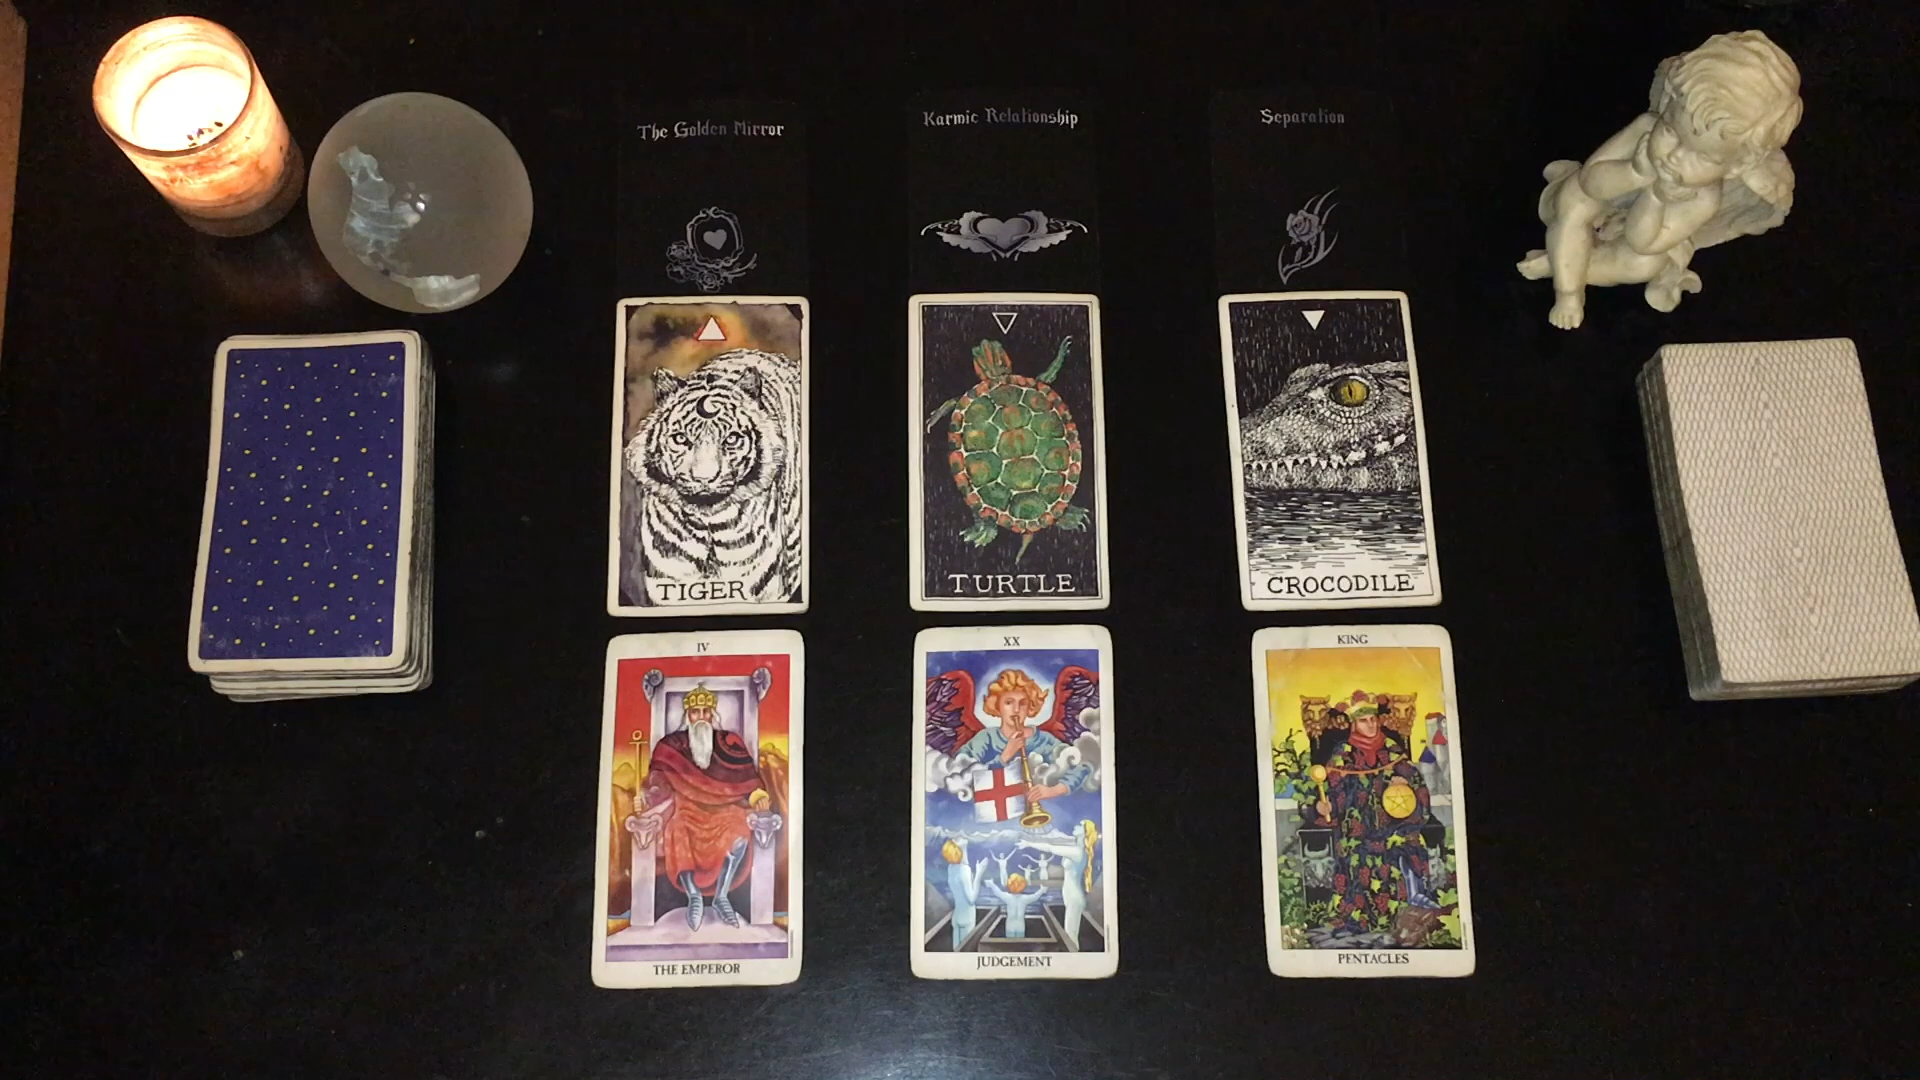 The Golden Mirror
Karmic Relationship
Separation
TIGER
TURTLE
CROCODILE
IV
XX
KING
THE EMPEROR
JUDGEMENT
PENTACLES